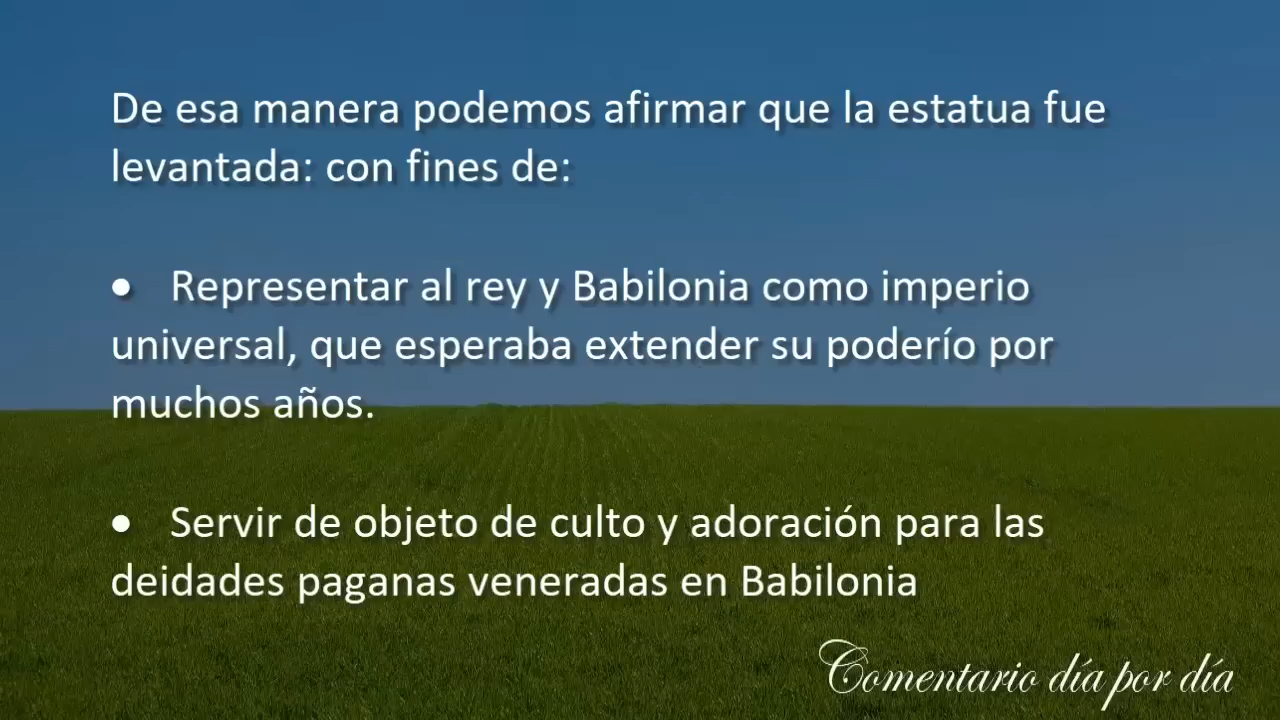 De esa manera podemos afirmar que la estatua fue
levantada: con fines de:
• Representar al rey y Babilonia como imperio
universal, que esperaba extender su poderío por
muchos años.
• Servir de objeto de culto y adoración para las
deidades paganas veneradas en Babilonia
Comentario día por día